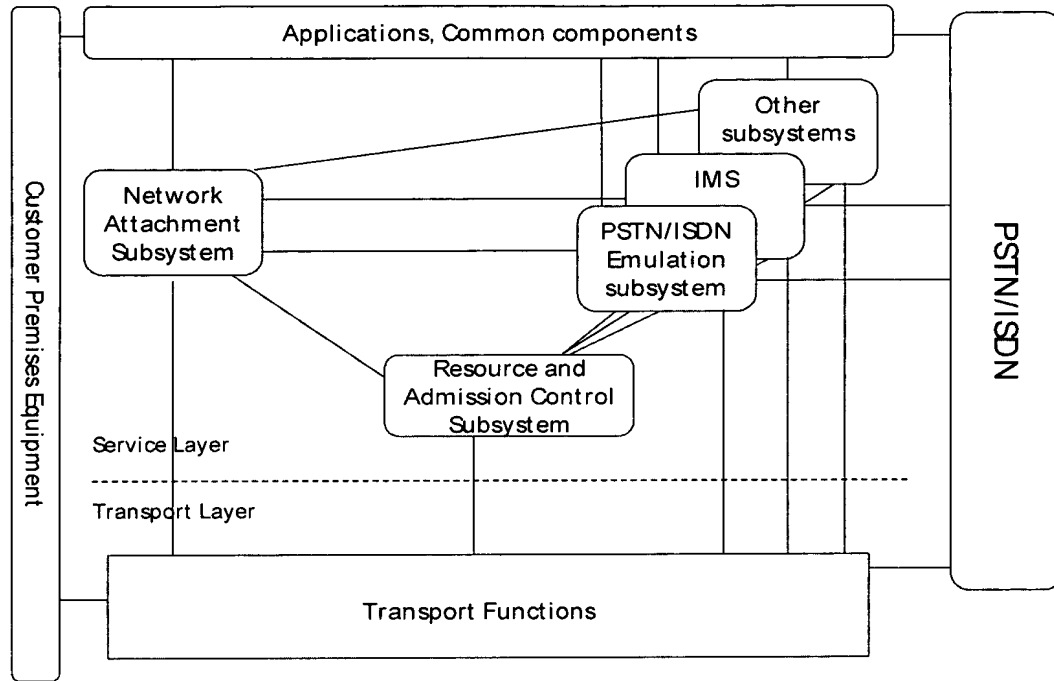 Applications, Common components
Other
subsystems
IMS
Network
Attachment
Subsystem
PSTN/ISDN
Emulation
subsystem
Resource and
Admission Control
Subsystem
Service Layer
Transport Layer
Transport Functions
Customer Premises Equipment
PSTN/ISDN